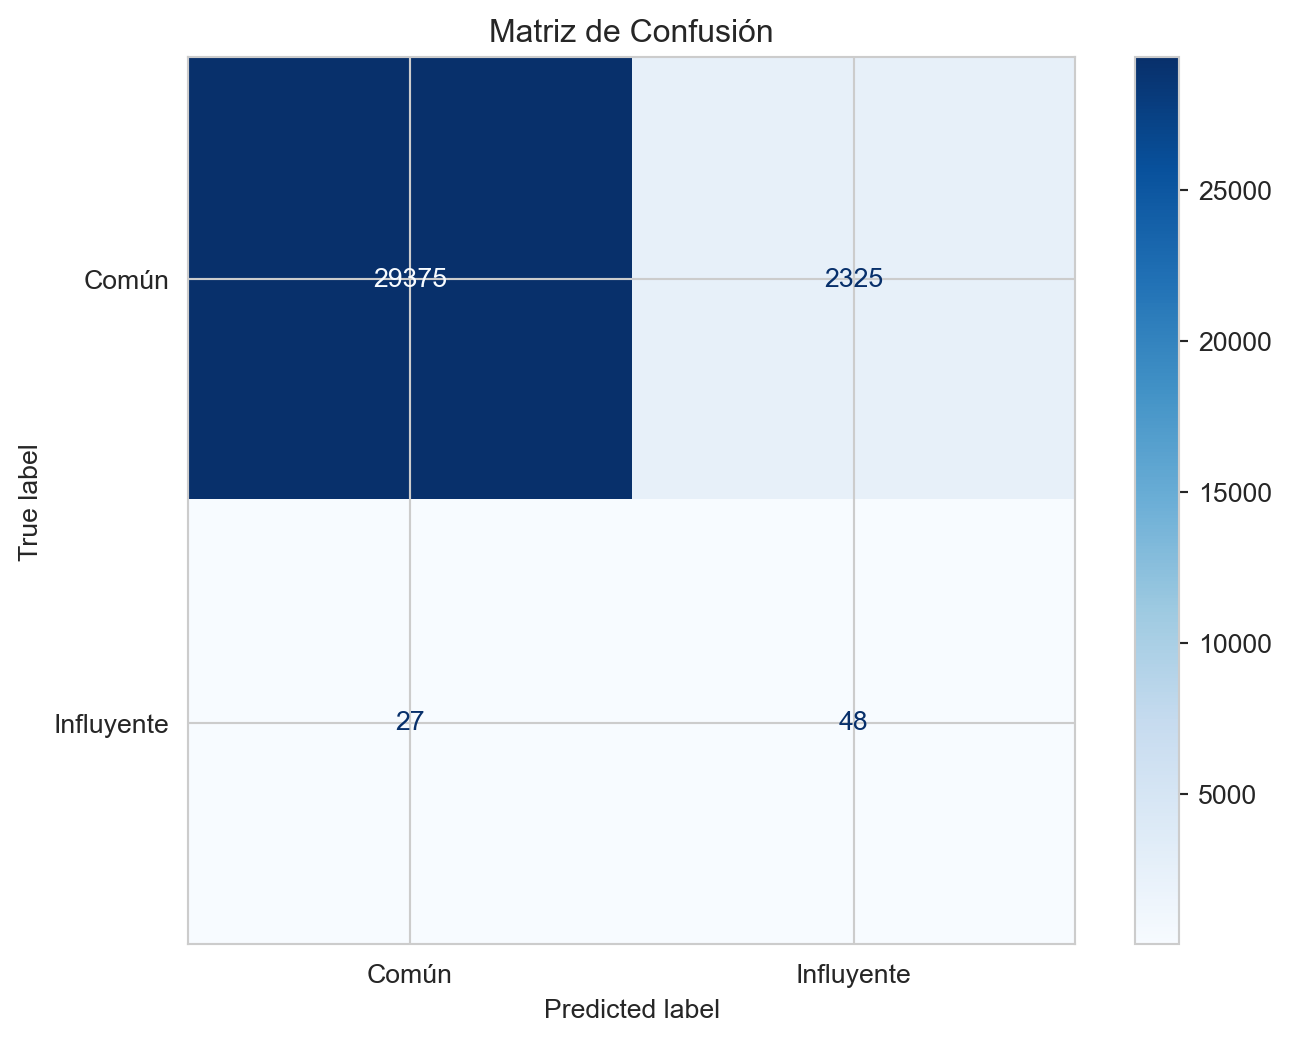 Matriz de Confusión
True label
Común
Influyente
29375
2325
27
48
Común
Influyente
Predicted label
25000
20000
15000
10000
5000